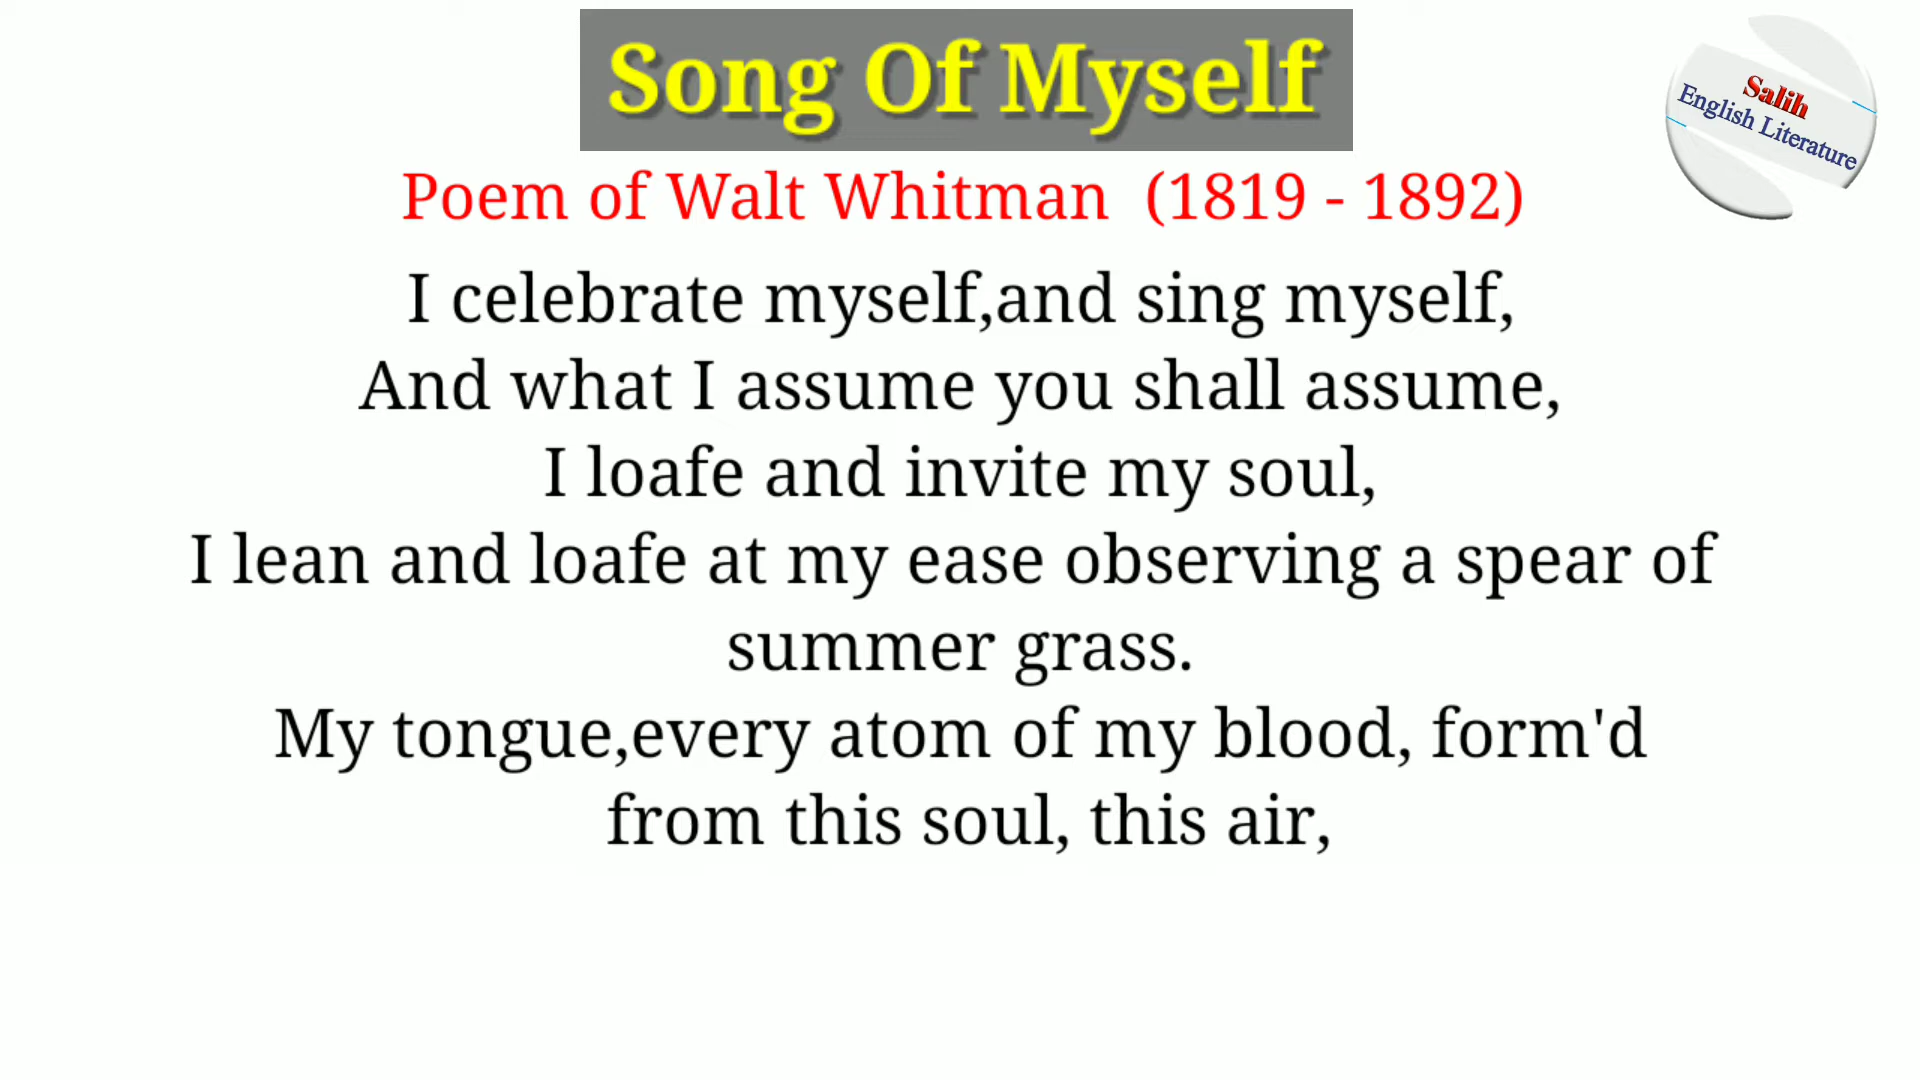 Song Of Myself
Salih
English Literature
Poem of Walt Whitman (1819 - 1892)
I celebrate myself,and sing myself,
And what I assume you shall assume,
I loafe and invite my soul,
I lean and loafe at my ease observing a spear of
summer grass.
My tongue,every atom of my blood, form'd
from this soul, this air,